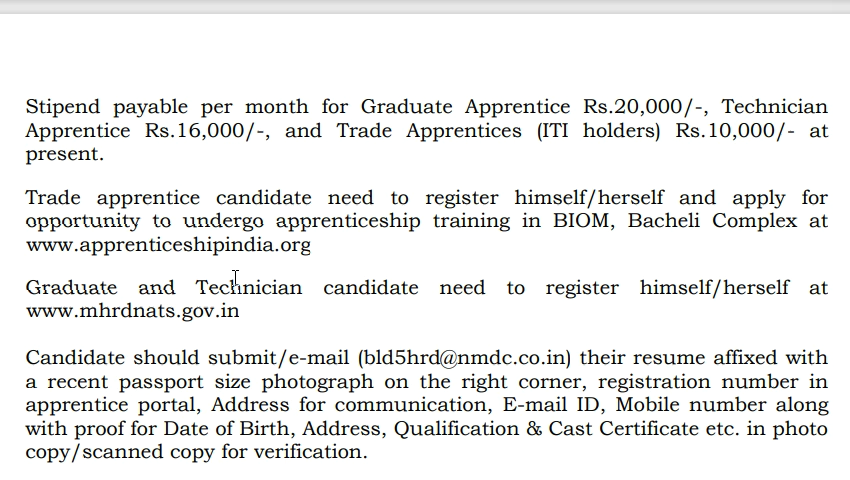 Stipend payable per month for Graduate Apprentice Rs.20,000/-, Technician
Apprentice Rs.16,000/-, and Trade Apprentices (ITI holders) Rs.10,000/- at
present.
Trade apprentice candidate need to register himself/herself and apply for
opportunity to undergo apprenticeship training in BIOM, Bacheli Complex at
www.apprenticeshipindia.org
Graduate and Technician candidate need to register himself/herself at
www.mhrdnats.gov.in
Candidate should submit/e-mail (bld5hrd@nmdc.co.in) their resume affixed with
a recent passport size photograph on the right corner, registration number in
apprentice portal, Address for communication, E-mail ID, Mobile number along
with proof for Date of Birth, Address, Qualification & Cast Certificate etc. in photo
copy/scanned copy for verification.